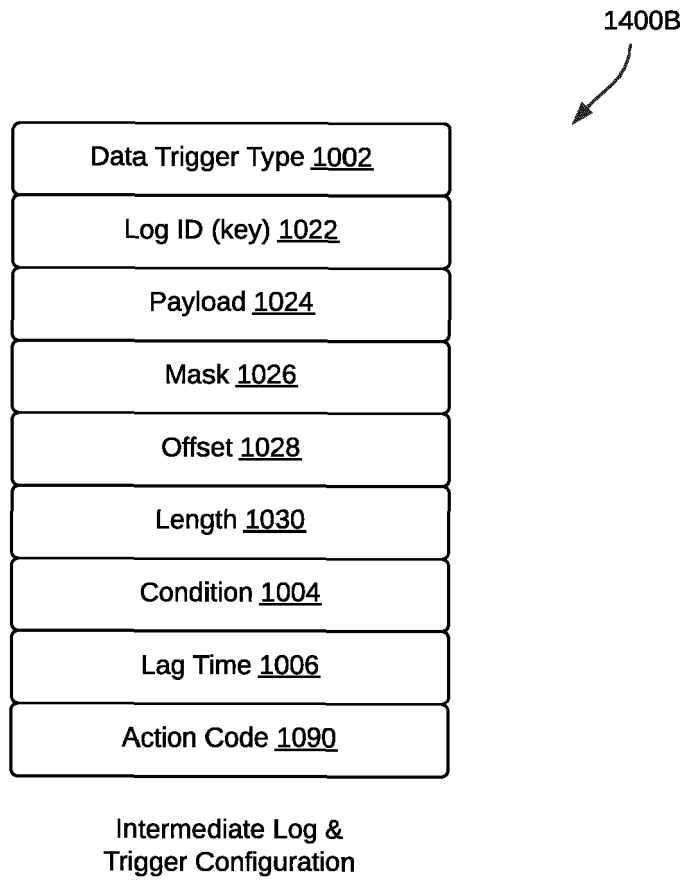 1400B
Data Trigger Type 1002
Log ID (key) 1022
Payload 1024
Mask 1026
Offset 1028
Length 1030
Condition 1004
Lag Time 1006
Action Code 1090
Intermediate Log &
Trigger Configuration